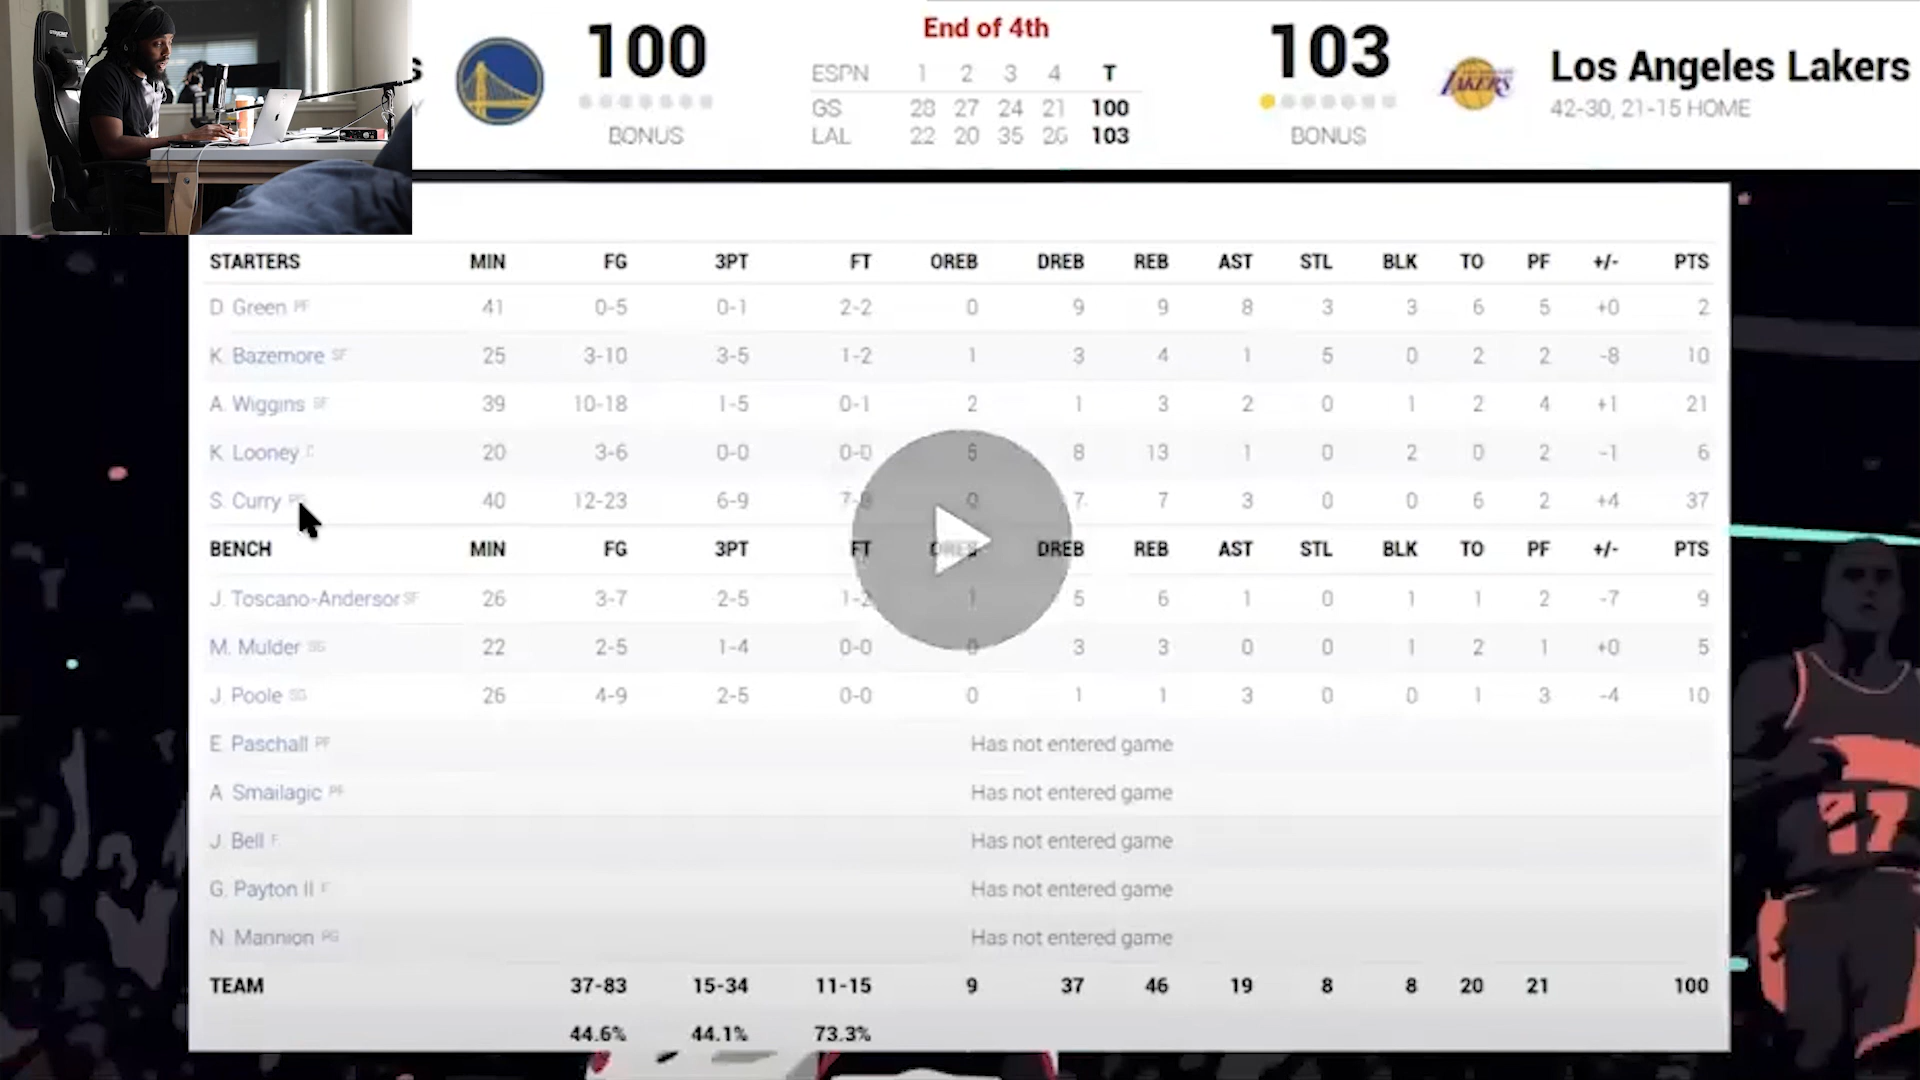 End of 4th
100
103
Los Angeles Lakers
42-30, 21-15 HOME
BONUS
BONUS
ESPN 1 2 3 4 T
GS 28 27 24 21 100
LAL 22 20 35 26 103
LAKERS
STARTERS MIN FG 3PT FT OREB DREB REB AST STL BLK TO PF +/- PTS
D. Green PF 41 0-5 0-1 2-2 0 9 9 8 3 3 6 5 +0 2
K. Bazemore SF 25 3-10 3-5 1-2 1 3 4 1 5 0 2 2 -8 10
A. Wiggins SF 39 10-18 1-5 0-1 2 1 3 2 0 1 2 4 +1 21
K. Looney C 20 3-6 0-0 0-0 5 8 13 1 0 2 0 2 -1 6
S. Curry PG 40 12-23 6-9 0 7 7 3 0 0 6 2 +4 37
BENCH MIN FG 3PT FT OREB DREB REB AST STL BLK TO PF +/- PTS
J. Toscano-Anderson SF 26 3-7 2-5 1-2 1 5 6 1 0 1 1 2 -7 9
M. Mulder SG 22 2-5 1-4 0-0 0 3 3 0 0 1 2 1 +0 5
J. Poole SG 26 4-9 2-5 0-0 0 1 1 3 0 0 1 3 -4 10
E. Paschall PF Has not entered game
A. Smailagic PF Has not entered game
J. Bell F Has not entered game
G. Payton II F Has not entered game
N. Mannion PG Has not entered game
TEAM 37-83 15-34 11-15 9 37 46 19 8 8 20 21 100
44.6% 44.1% 73.3%